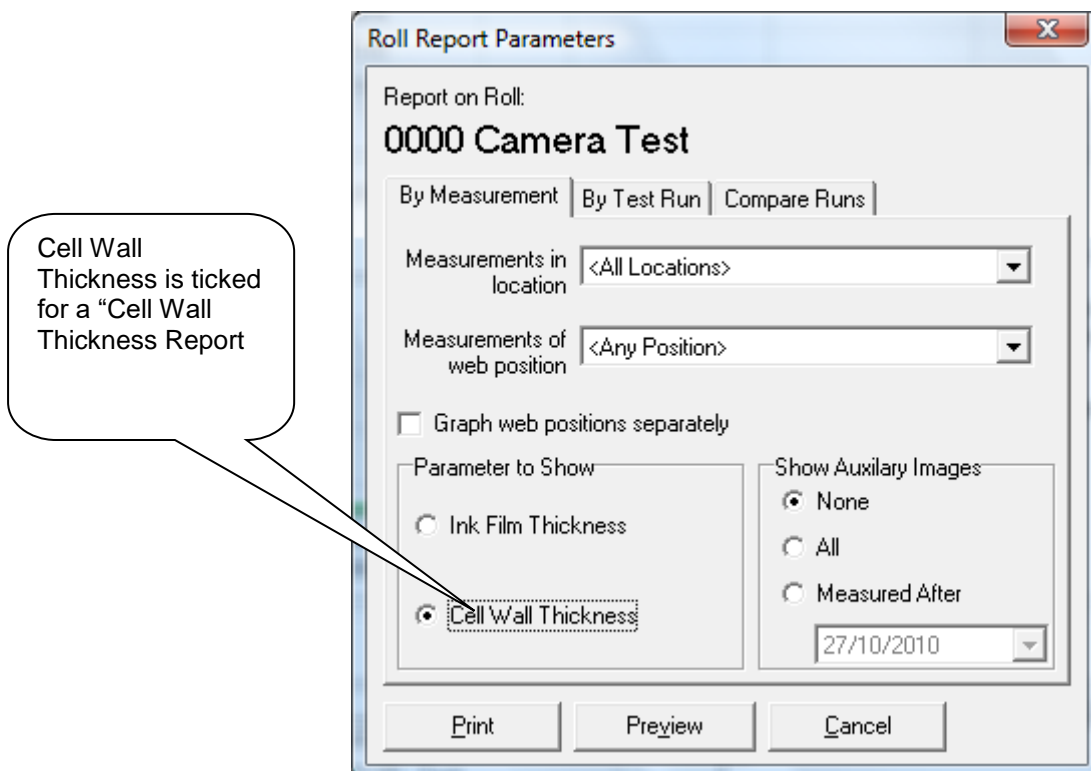 Roll Report Parameters
Report on Roll:
0000 Camera Test
By Measurement
By Test Run
Compare Runs
Measurements in
location
<All Locations>
Measurements of
web position
<Any Position>
Graph web positions separately
Parameter to Show
Ink Film Thickness
Cell Wall Thickness
Show Auxilary Images
None
All
Measured After
27/10/2010
Print
Preview
Cancel
Cell Wall
Thickness is ticked
for a “Cell Wall
Thickness Report